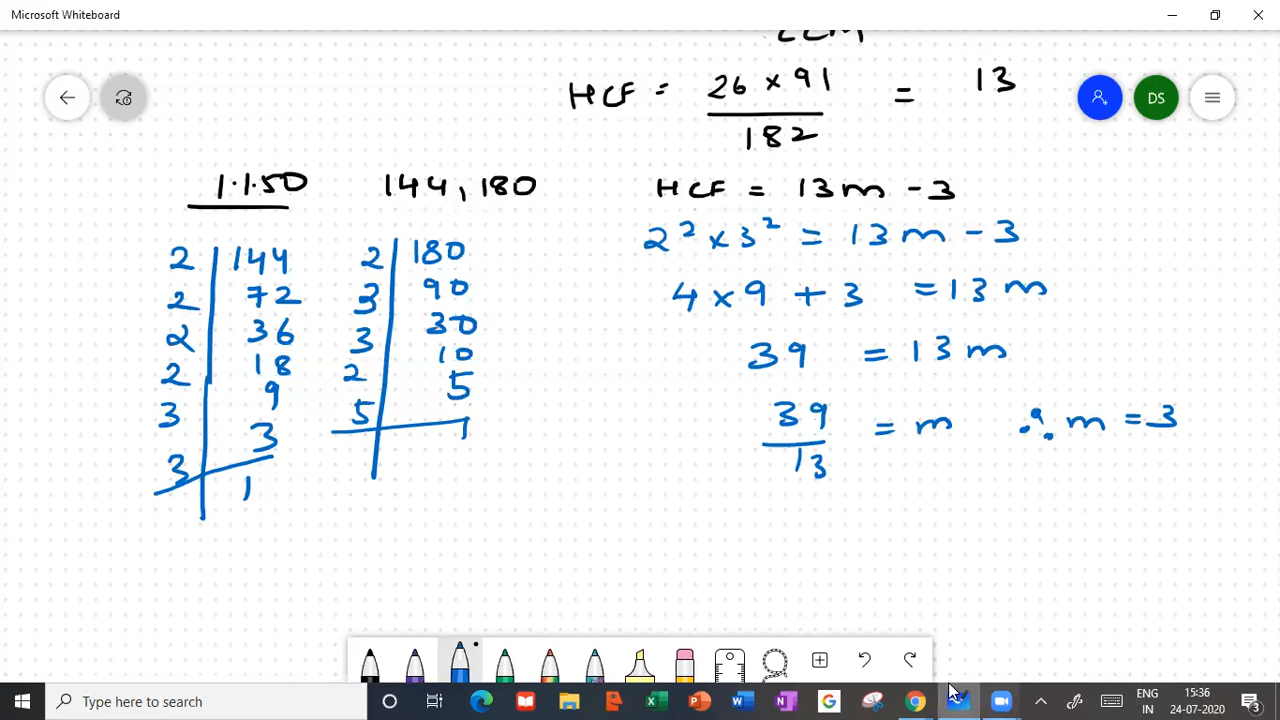 Microsoft Whiteboard
LCM
HCF = 26 × 91 / 182 = 13
DS
1.1.50 144, 180
HCF = 13m - 3
2² × 3² = 13m - 3
4 × 9 + 3 = 13m
39 = 13m
39 / 13 = m ∴ m = 3
2 | 144
2 | 72
2 | 36
2 | 18
3 | 9
3 | 3
1
2 | 180
3 | 90
3 | 30
2 | 10
5 | 5
1
Type here to search
ENG
IN
15:36
24-07-2020
3